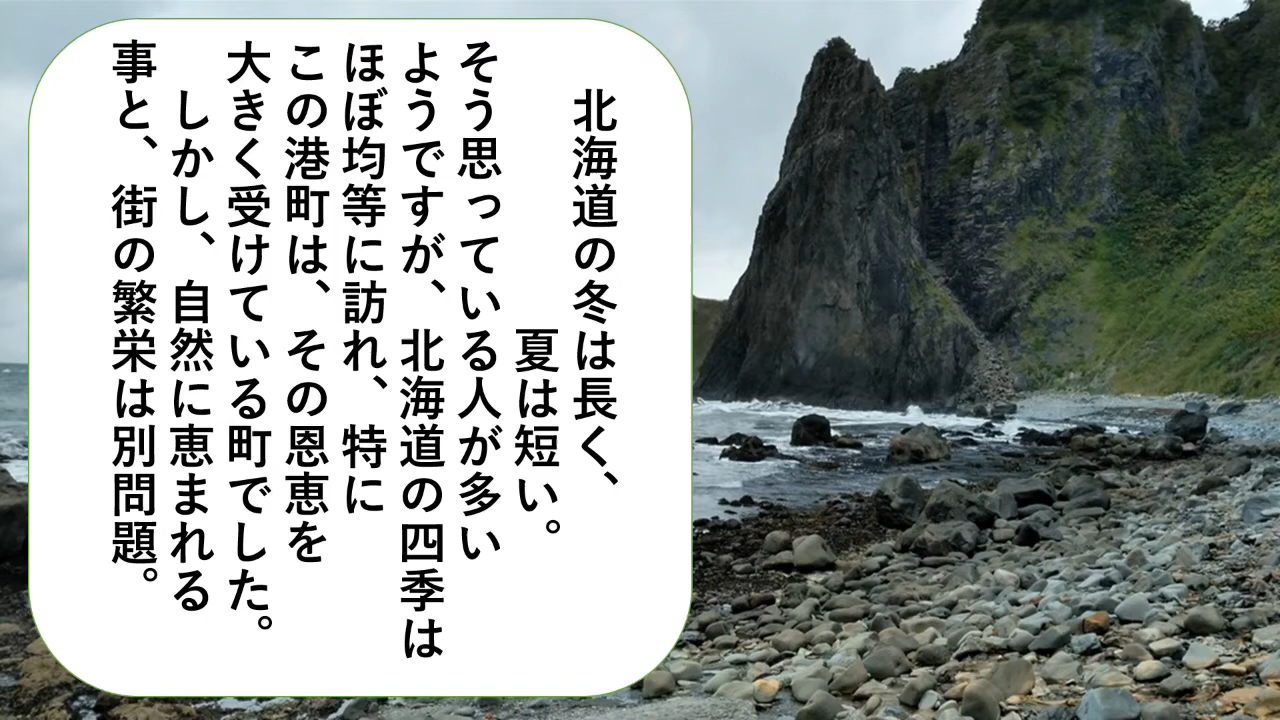 北海道の冬は長く、
夏は短い。
そう思っている人が多い
ようですが、北海道の四季は
ほぼ均等に訪れ、特に
この港町は、その恩恵を
大きく受けている町でした。
しかし、自然に恵まれる
事と、街の繁栄は別問題。